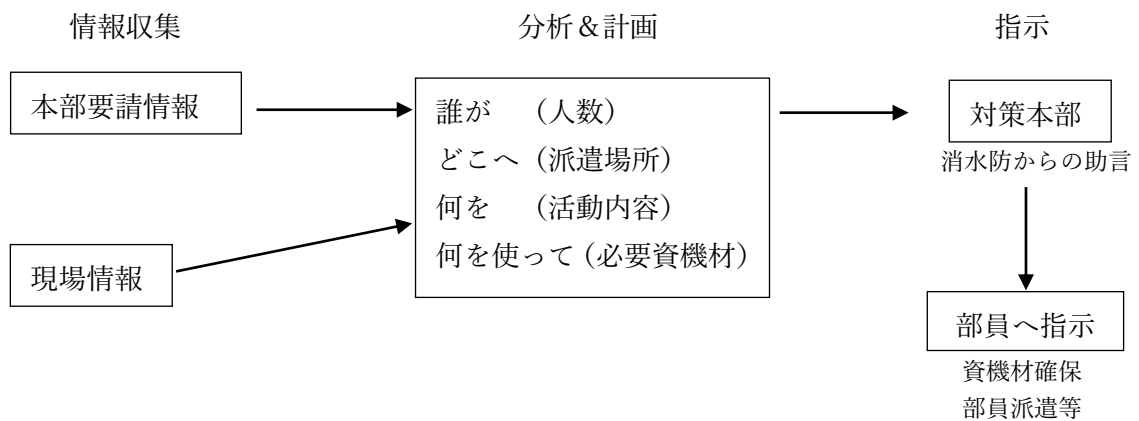 情報収集
分析＆計画
指示
本部要請情報
現場情報
誰が　（人数）
どこへ（派遣場所）
何を　（活動内容）
何を使って（必要資機材）
対策本部
消水防からの助言
部員へ指示
資機材確保
部員派遣等